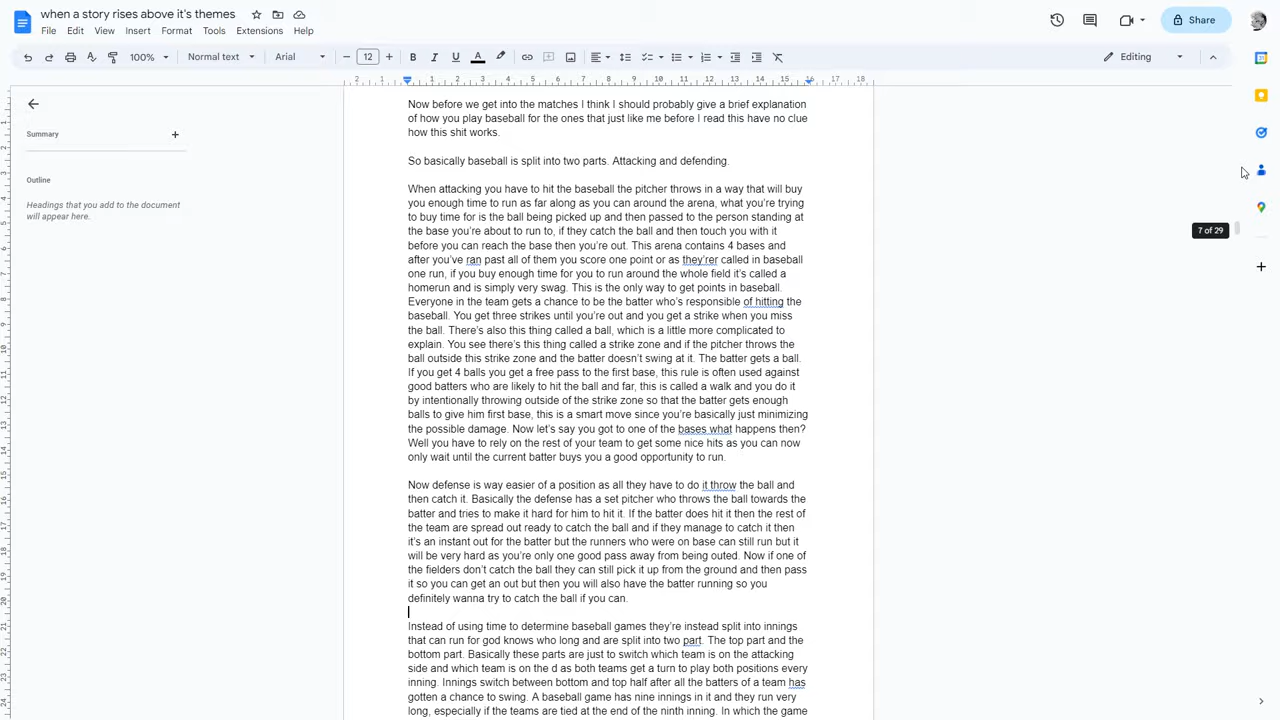 when a story rises above it's themes
File Edit View Insert Format Tools Extensions Help
Share
100% Normal text Arial 12 Editing
2 1 1 2 3 4 5 6 7 8 9 10 11 12 13 14 15 16 17 18
Summary
Outline
Headings that you add to the document
will appear here.
Now before we get into the matches I think I should probably give a brief explanation
of how you play baseball for the ones that just like me before I read this have no clue
how this shit works.
So basically baseball is split into two parts. Attacking and defending.
When attacking you have to hit the baseball the pitcher throws in a way that will buy
you enough time to run as far along as you can around the arena, what you're trying
to buy time for is the ball being picked up and then passed to the person standing at
the base you're about to run to, if they catch the ball and then touch you with it
before you can reach the base then you're out. This arena contains 4 bases and
after you've ran past all of them you score one point or as they'rer called in baseball
one run, if you buy enough time for you to run around the whole field it's called a
homerun and is simply very swag. This is the only way to get points in baseball.
Everyone in the team gets a chance to be the batter who's responsible of hitting the
baseball. You get three strikes until you're out and you get a strike when you miss
the ball. There's also this thing called a ball, which is a little more complicated to
explain. You see there's this thing called a strike zone and if the pitcher throws the
ball outside this strike zone and the batter doesn't swing at it. The batter gets a ball.
If you get 4 balls you get a free pass to the first base, this rule is often used against
good batters who are likely to hit the ball and far, this is called a walk and you do it
by intentionally throwing outside of the strike zone so that the batter gets enough
balls to give him first base, this is a smart move since you're basically just minimizing
the possible damage. Now let's say you got to one of the bases what happens then?
Well you have to rely on the rest of your team to get some nice hits as you can now
only wait until the current batter buys you a good opportunity to run.
Now defense is way easier of a position as all they have to do it throw the ball and
then catch it. Basically the defense has a set pitcher who throws the ball towards the
batter and tries to make it hard for him to hit it. If the batter does hit it then the rest of
the team are spread out ready to catch the ball and if they manage to catch it then
it's an instant out for the batter but the runners who were on base can still run but it
will be very hard as you're only one good pass away from being outed. Now if one of
the fielders don't catch the ball they can still pick it up from the ground and then pass
it so you can get an out but then you will also have the batter running so you
definitely wanna try to catch the ball if you can.
Instead of using time to determine baseball games they're instead split into innings
that can run for god knows who long and are split into two part. The top part and the
bottom part. Basically these parts are just to switch which team is on the attacking
side and which team is on the d as both teams get a turn to play both positions every
inning. Innings switch between bottom and top half after all the batters of a team has
gotten a chance to swing. A baseball game has nine innings in it and they run very
long, especially if the teams are tied at the end of the ninth inning. In which the game
7 of 29